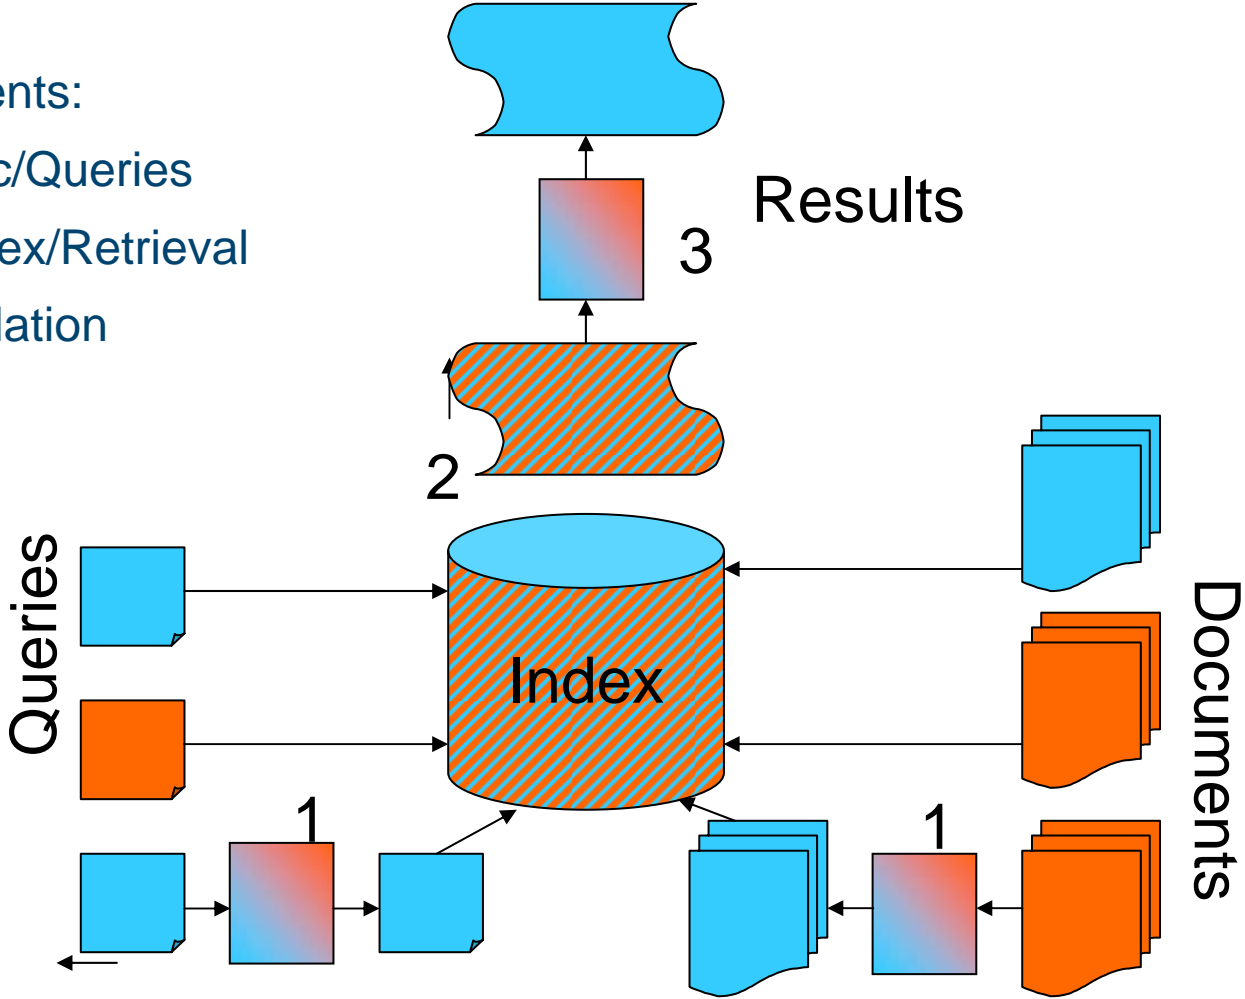 ents:
c/Queries
ex/Retrieval
lation
Results
3
2
Queries
Index
Documents
1
1